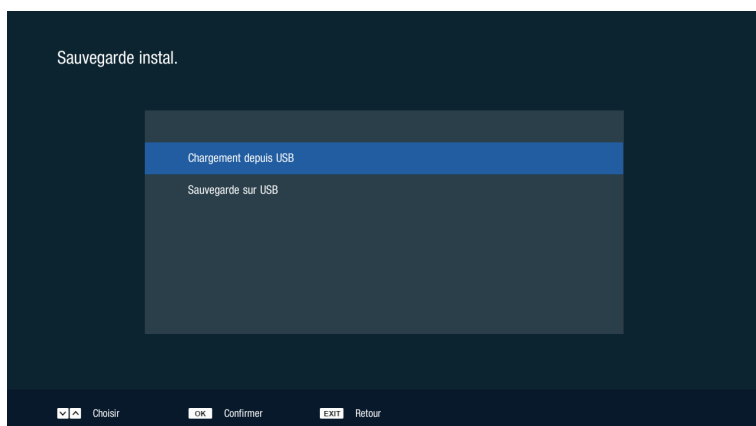 Sauvegarde instal.
Chargement depuis USB
Sauvegarde sur USB
Choisir OK Confirmer EXIT Retour